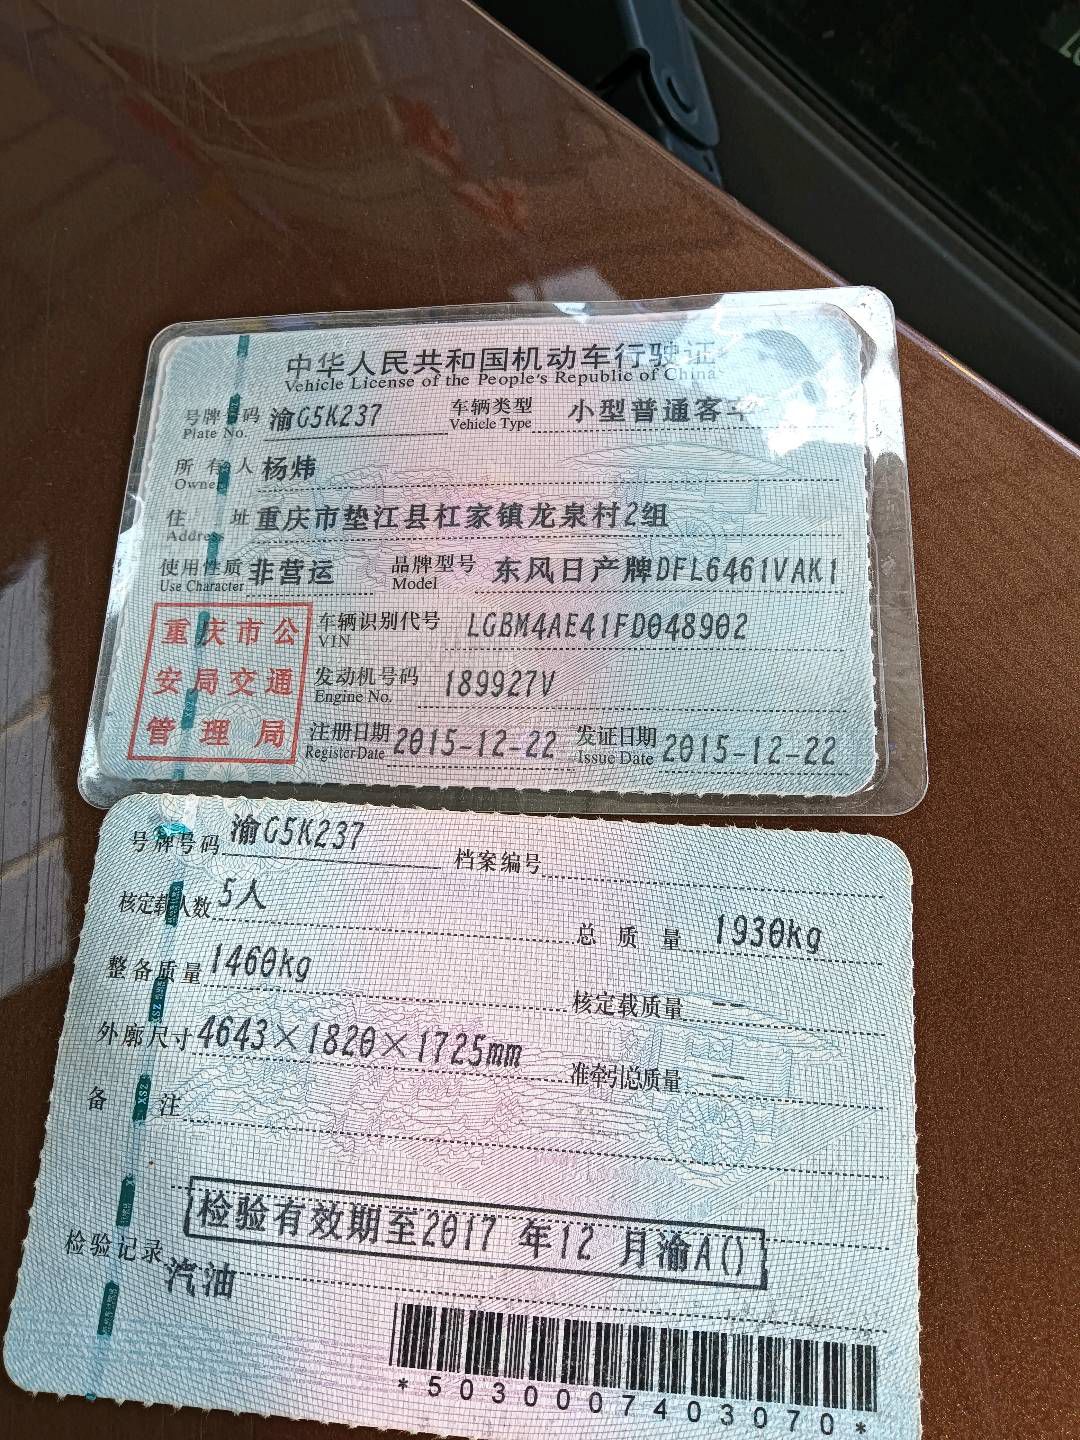 中华人民共和国机动车行驶证
Vehicle License of the People's Republic of China
号牌号码 渝G5K237 车辆类型 小型普通客车
Plate No. Vehicle Type
所有人 杨炜
Owner
住址 重庆市垫江县杠家镇龙泉村2组
Address
使用性质 非营运 品牌型号 东风日产牌DFL6461VAK1
Use Character Model
重庆市公
安局交通
管理局
车辆识别代号 LGBM4AE41FD048902
VIN
发动机号码 189927V
Engine No.
注册日期 2015-12-22 发证日期 2015-12-22
Register Date Issue Date
号牌号码 渝G5K237 档案编号
核定载人数 5人 总质量 1930kg
整备质量 1460kg 核定载质量 --
外廓尺寸 4643×1820×1725mm 准牵引总质量 --
备注
检验有效期至2017 年12 月渝A()
检验记录
汽油
*5030007403070*